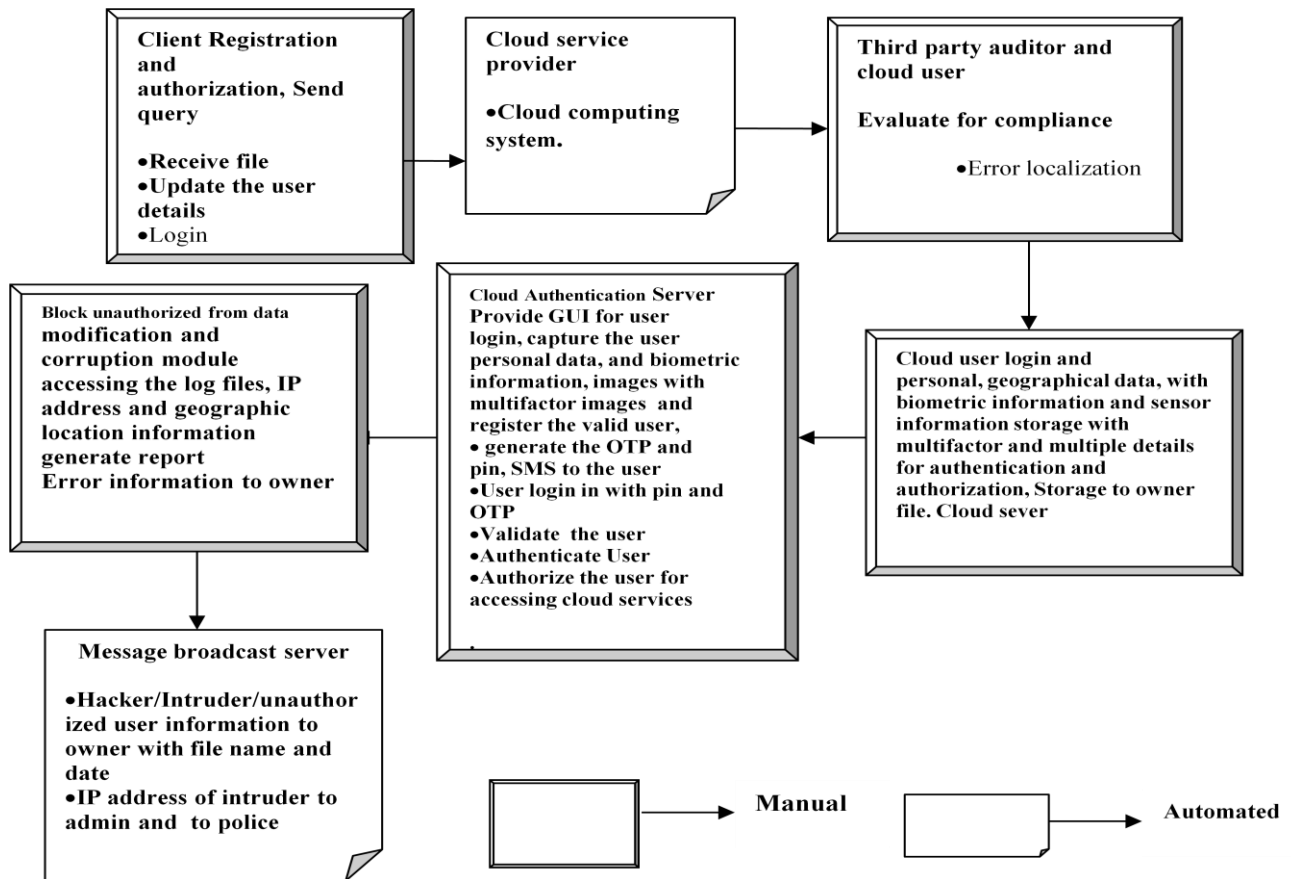 Client Registration
and
authorization, Send
query
•Receive file
•Update the user
details
•Login
Cloud service
provider
•Cloud computing
system.
Third party auditor and
cloud user
Evaluate for compliance
•Error localization
Cloud user login and
personal, geographical data, with
biometric information and sensor
information storage with
multifactor and multiple details
for authentication and
authorization, Storage to owner
file. Cloud sever
Cloud Authentication Server
Provide GUI for user
login, capture the user
personal data, and biometric
information, images with
multifactor images and
register the valid user,
• generate the OTP and
pin, SMS to the user
•User login in with pin and
OTP
•Validate the user
•Authenticate User
•Authorize the user for
accessing cloud services
.
Block unauthorized from data
modification and
corruption module
accessing the log files, IP
address and geographic
location information
generate report
Error information to owner
Message broadcast server
•Hacker/Intruder/unauthor
ized user information to
owner with file name and
date
•IP address of intruder to
admin and to police
Manual
Automated